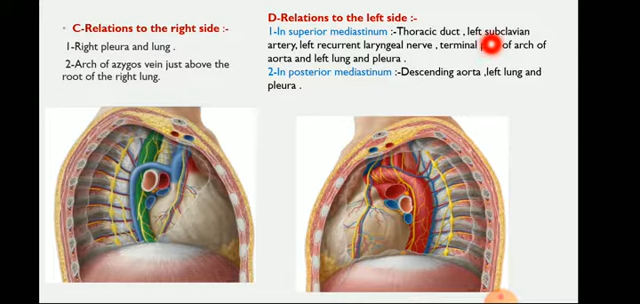 C-Relations to the right side :-
1-Right pleura and lung .
2-Arch of azygos vein just above the
root of the right lung.
D-Relations to the left side :-
1-In superior mediastinum :-Thoracic duct , left subclavian
artery, left recurrent laryngeal nerve , terminal of arch of
aorta and left lung and pleura .
2-In posterior mediastinum :-Descending aorta ,left lung and
pleura .